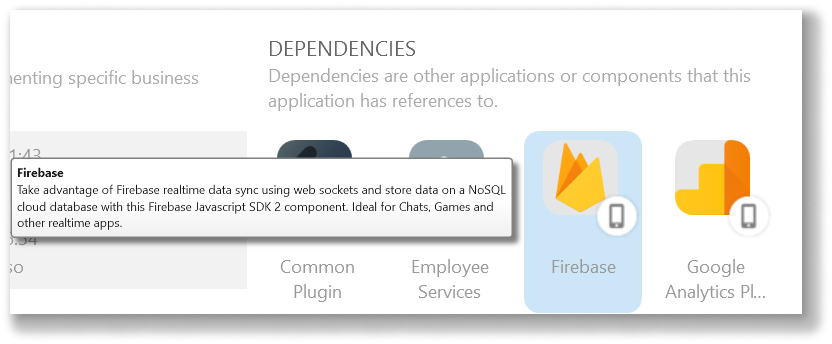 DEPENDENCIES
Dependencies are other applications or components that this
application has references to.
menting specific business
1:43
Firebase
Take advantage of Firebase realtime data sync using web sockets and store data on a NoSQL
cloud database with this Firebase Javascript SDK 2 component. Ideal for Chats, Games and
other realtime apps.
so
Common
Plugin
Employee
Services
Firebase
Google
Analytics Pl...